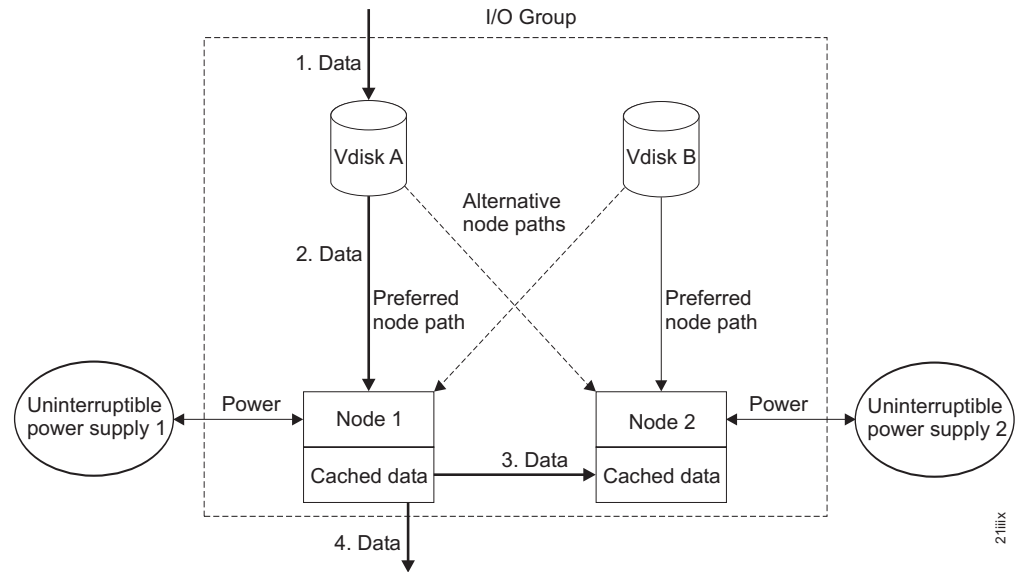 I/O Group
1. Data
Vdisk A
Vdisk B
Alternative
node paths
2. Data
Preferred
node path
Preferred
node path
Uninterruptible
power supply 1
Power
Node 1
Node 2
Power
Uninterruptible
power supply 2
Cached data
3. Data
Cached data
4. Data
21iiix